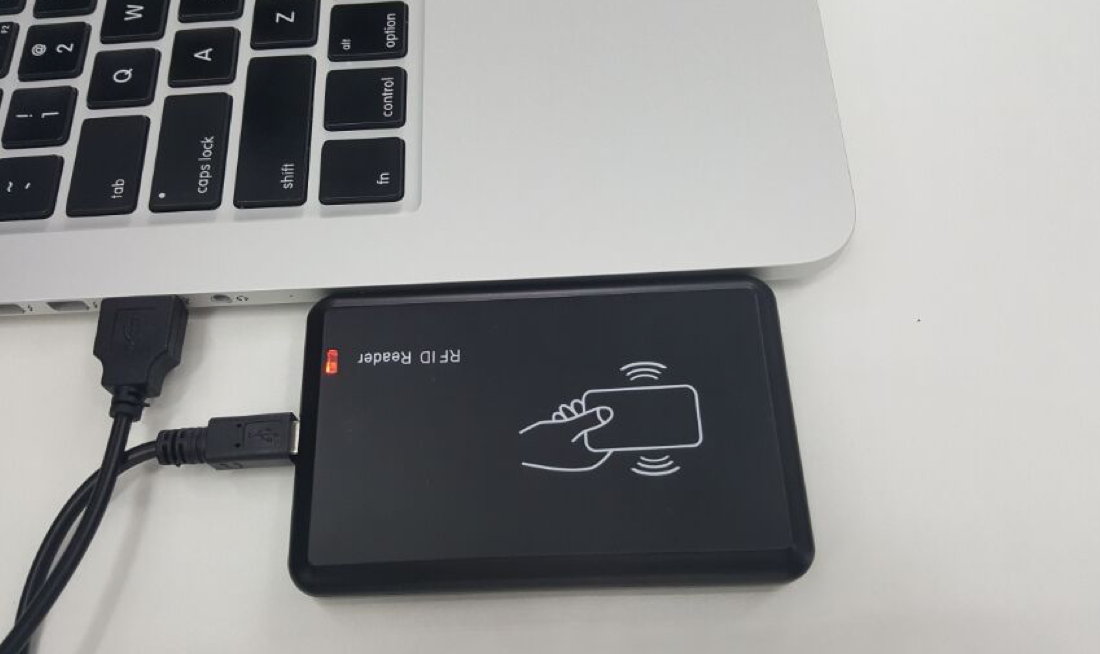 F2
W
Z
alt
option
@
2
Q
A
control
!
1
caps lock
shift
fn
~
tab
RFID Reader